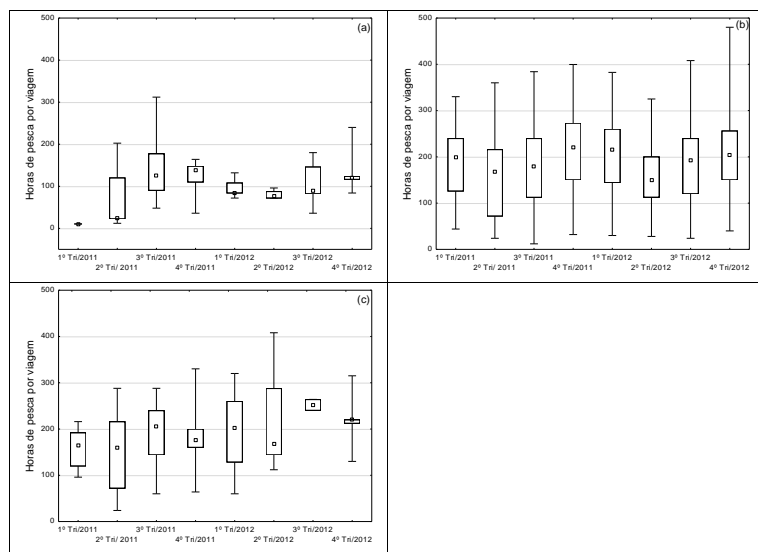 (a)
Horas de pesca por viagem
500
400
300
200
100
0
1º Tri/2011
2º Tri/ 2011
3º Tri/2011
4º Tri/2011
1º Tri/2012
2º Tri/2012
3º Tri/2012
4º Tri/2012
(b)
Horas de pesca por viagem
500
400
300
200
100
0
1º Tri/2011
2º Tri/ 2011
3º Tri/2011
4º Tri/2011
1º Tri/2012
2º Tri/2012
3º Tri/2012
4º Tri/2012
(c)
Horas de pesca por viagem
500
400
300
200
100
0
1º Tri/2011
2º Tri/ 2011
3º Tri/2011
4º Tri/2011
1º Tri/2012
2º Tri/2012
3º Tri/2012
4º Tri/2012